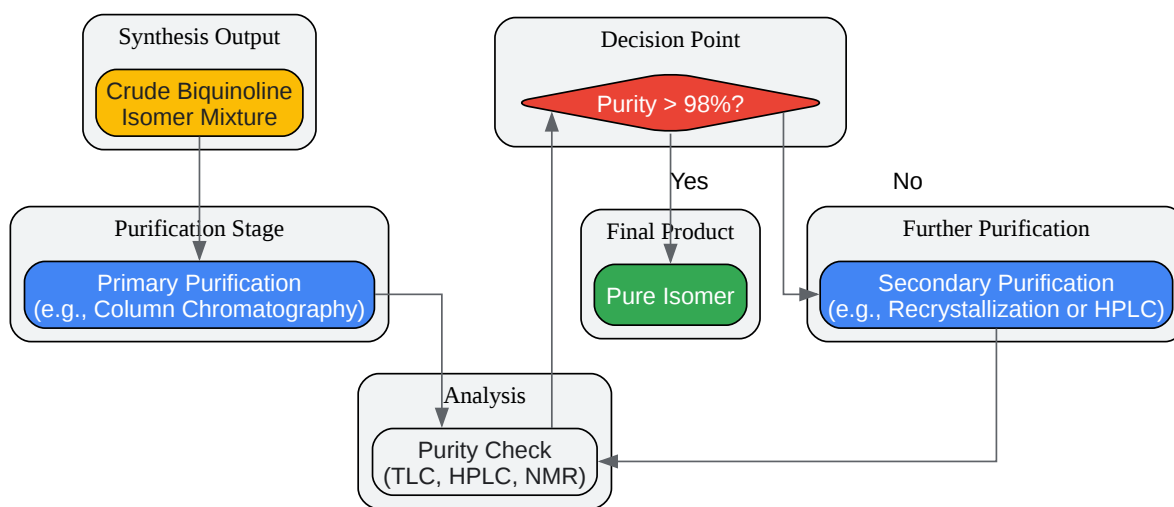 Synthesis Output
Crude Biquinoline
Isomer Mixture
Decision Point
Purity > 98%?
Yes
No
Purification Stage
Primary Purification
(e.g., Column Chromatography)
Final Product
Pure Isomer
Further Purification
Secondary Purification
(e.g., Recrystallization or HPLC)
Analysis
Purity Check
(TLC, HPLC, NMR)